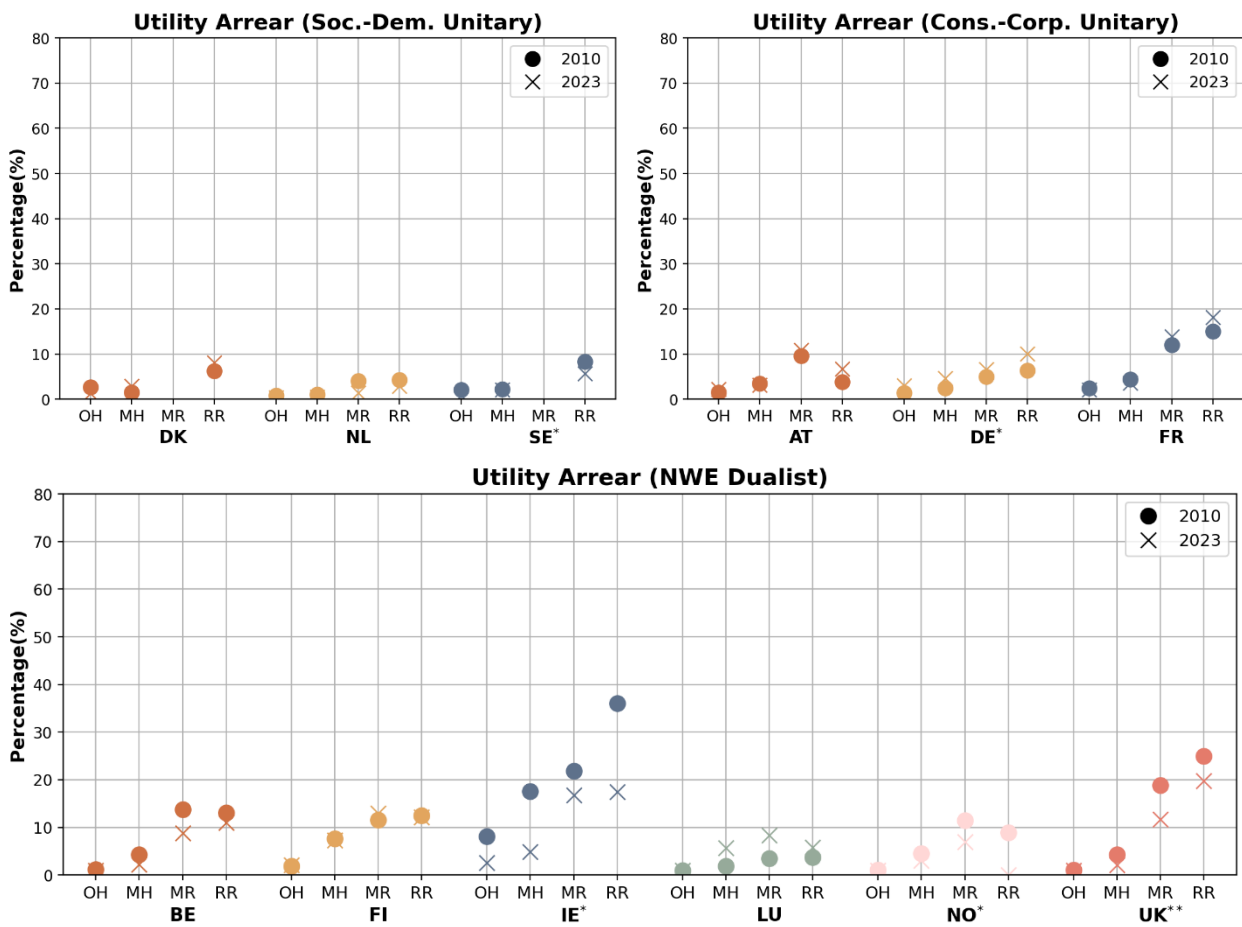 Utility Arrear (Soc.-Dem. Unitary)
Percentage(%)
80
70
60
50
40
30
20
10
0
2010
2023
OH MH MR RR OH MH MR RR OH MH MR RR
DK NL SE*
Utility Arrear (Cons.-Corp. Unitary)
Percentage(%)
80
70
60
50
40
30
20
10
0
2010
2023
OH MH MR RR OH MH MR RR OH MH MR RR
AT DE* FR
Utility Arrear (NWE Dualist)
Percentage(%)
80
70
60
50
40
30
20
10
0
2010
2023
OH MH MR RR OH MH MR RR OH MH MR RR OH MH MR RR OH MH MR RR OH MH MR RR
BE FI IE* LU NO* UK**